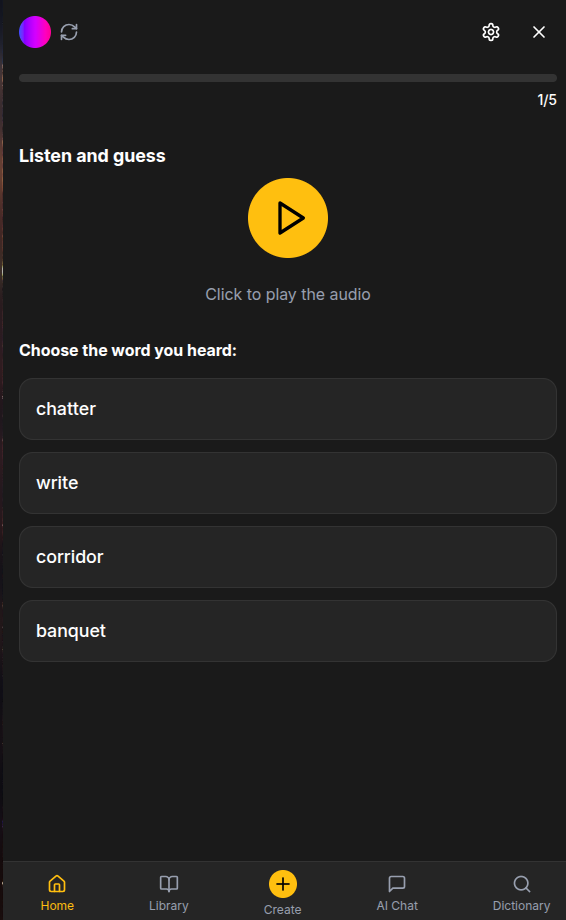 1/5
Listen and guess
Click to play the audio
Choose the word you heard:
chatter
write
corridor
banquet
Home
Library
Create
AI Chat
Dictionary